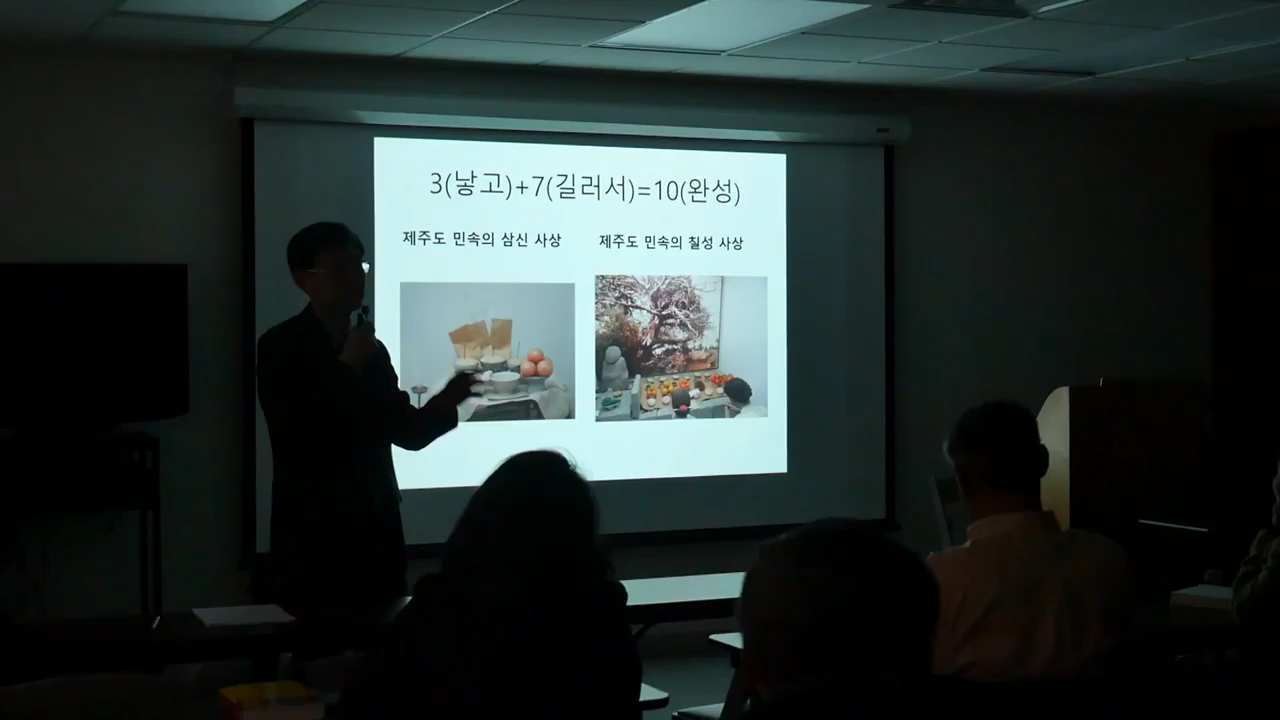 3(낳고)+7(길러서)=10(완성)
제주도 민속의 삼신 사상
제주도 민속의 칠성 사상